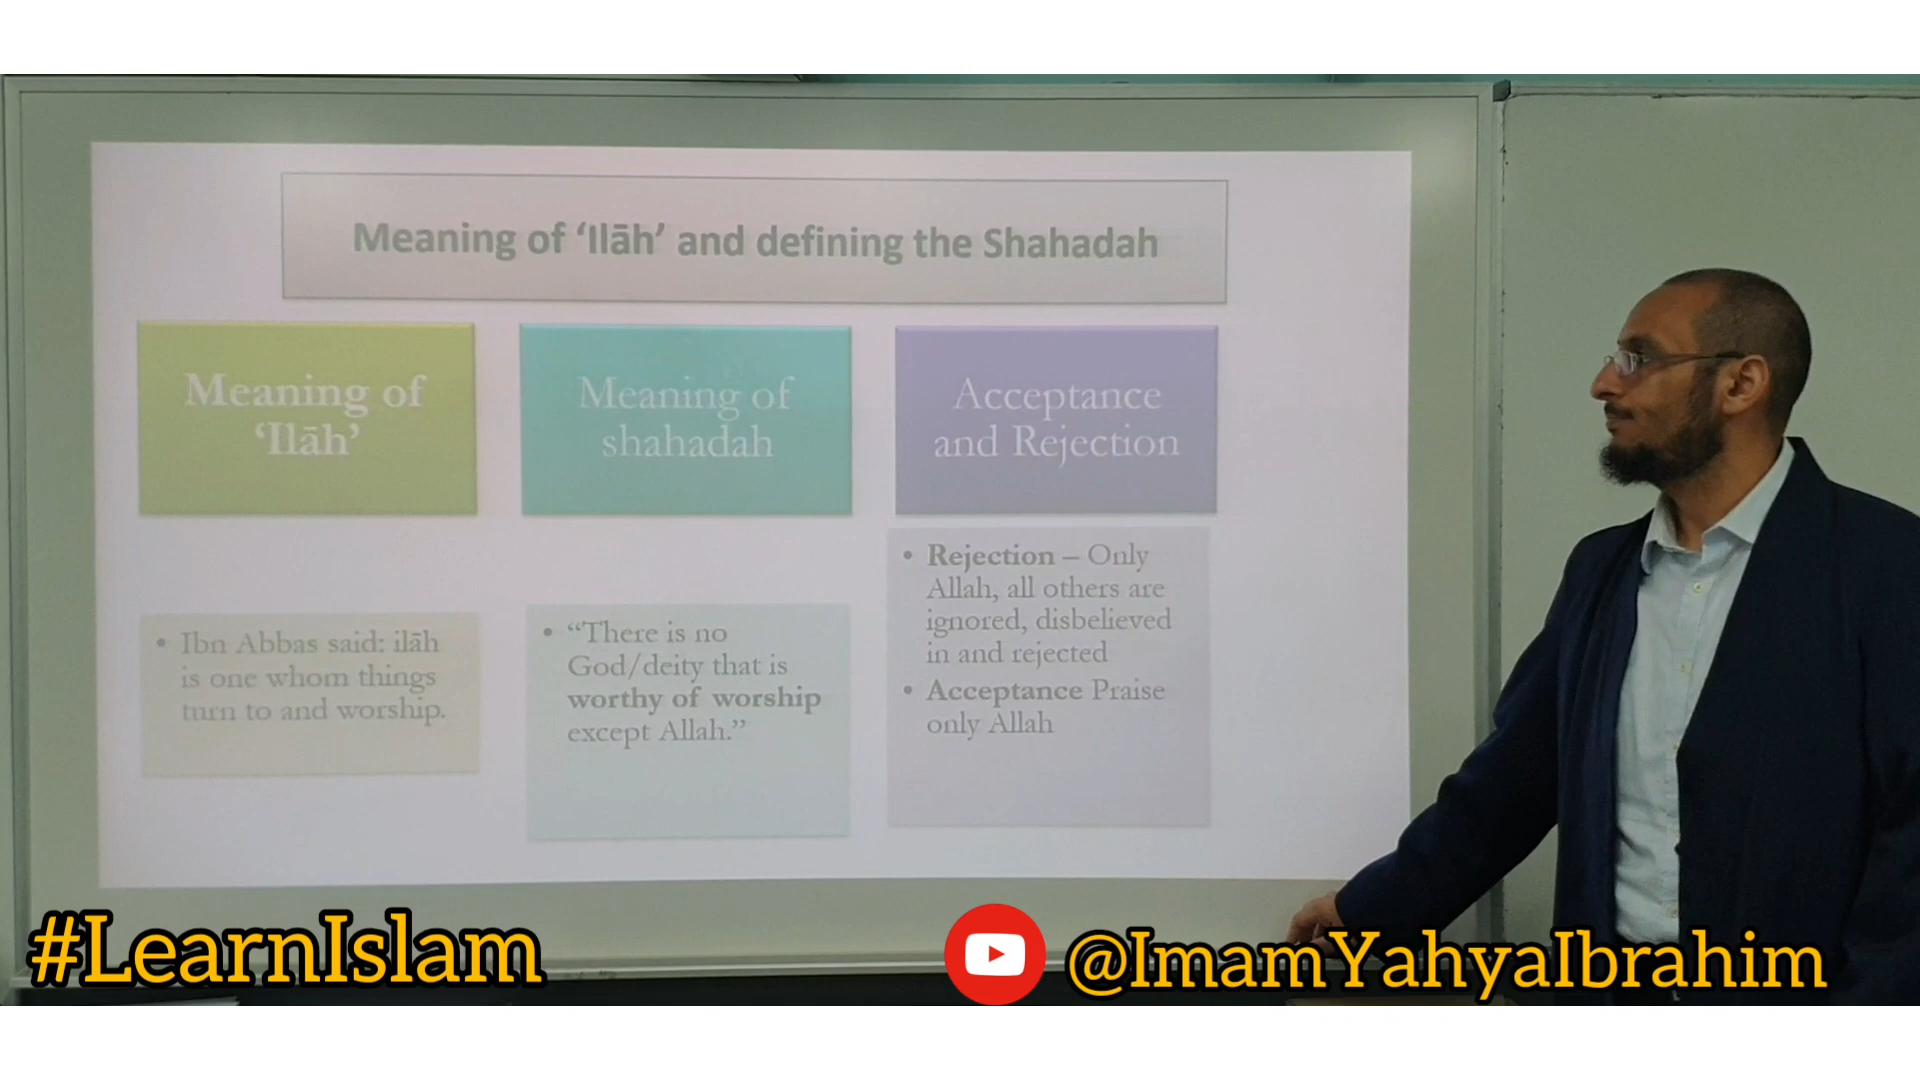 Meaning of ‘Ilāh’ and defining the Shahadah
Meaning of
‘Ilāh’
Meaning of
shahadah
Acceptance
and Rejection
• Ibn Abbas said: ilāh
is one whom things
turn to and worship.
• “There is no
God/deity that is
worthy of worship
except Allah.”
• Rejection – Only
Allah, all others are
ignored, disbelieved
in and rejected
• Acceptance Praise
only Allah
#LearnIslam
@ImamYahyaIbrahim